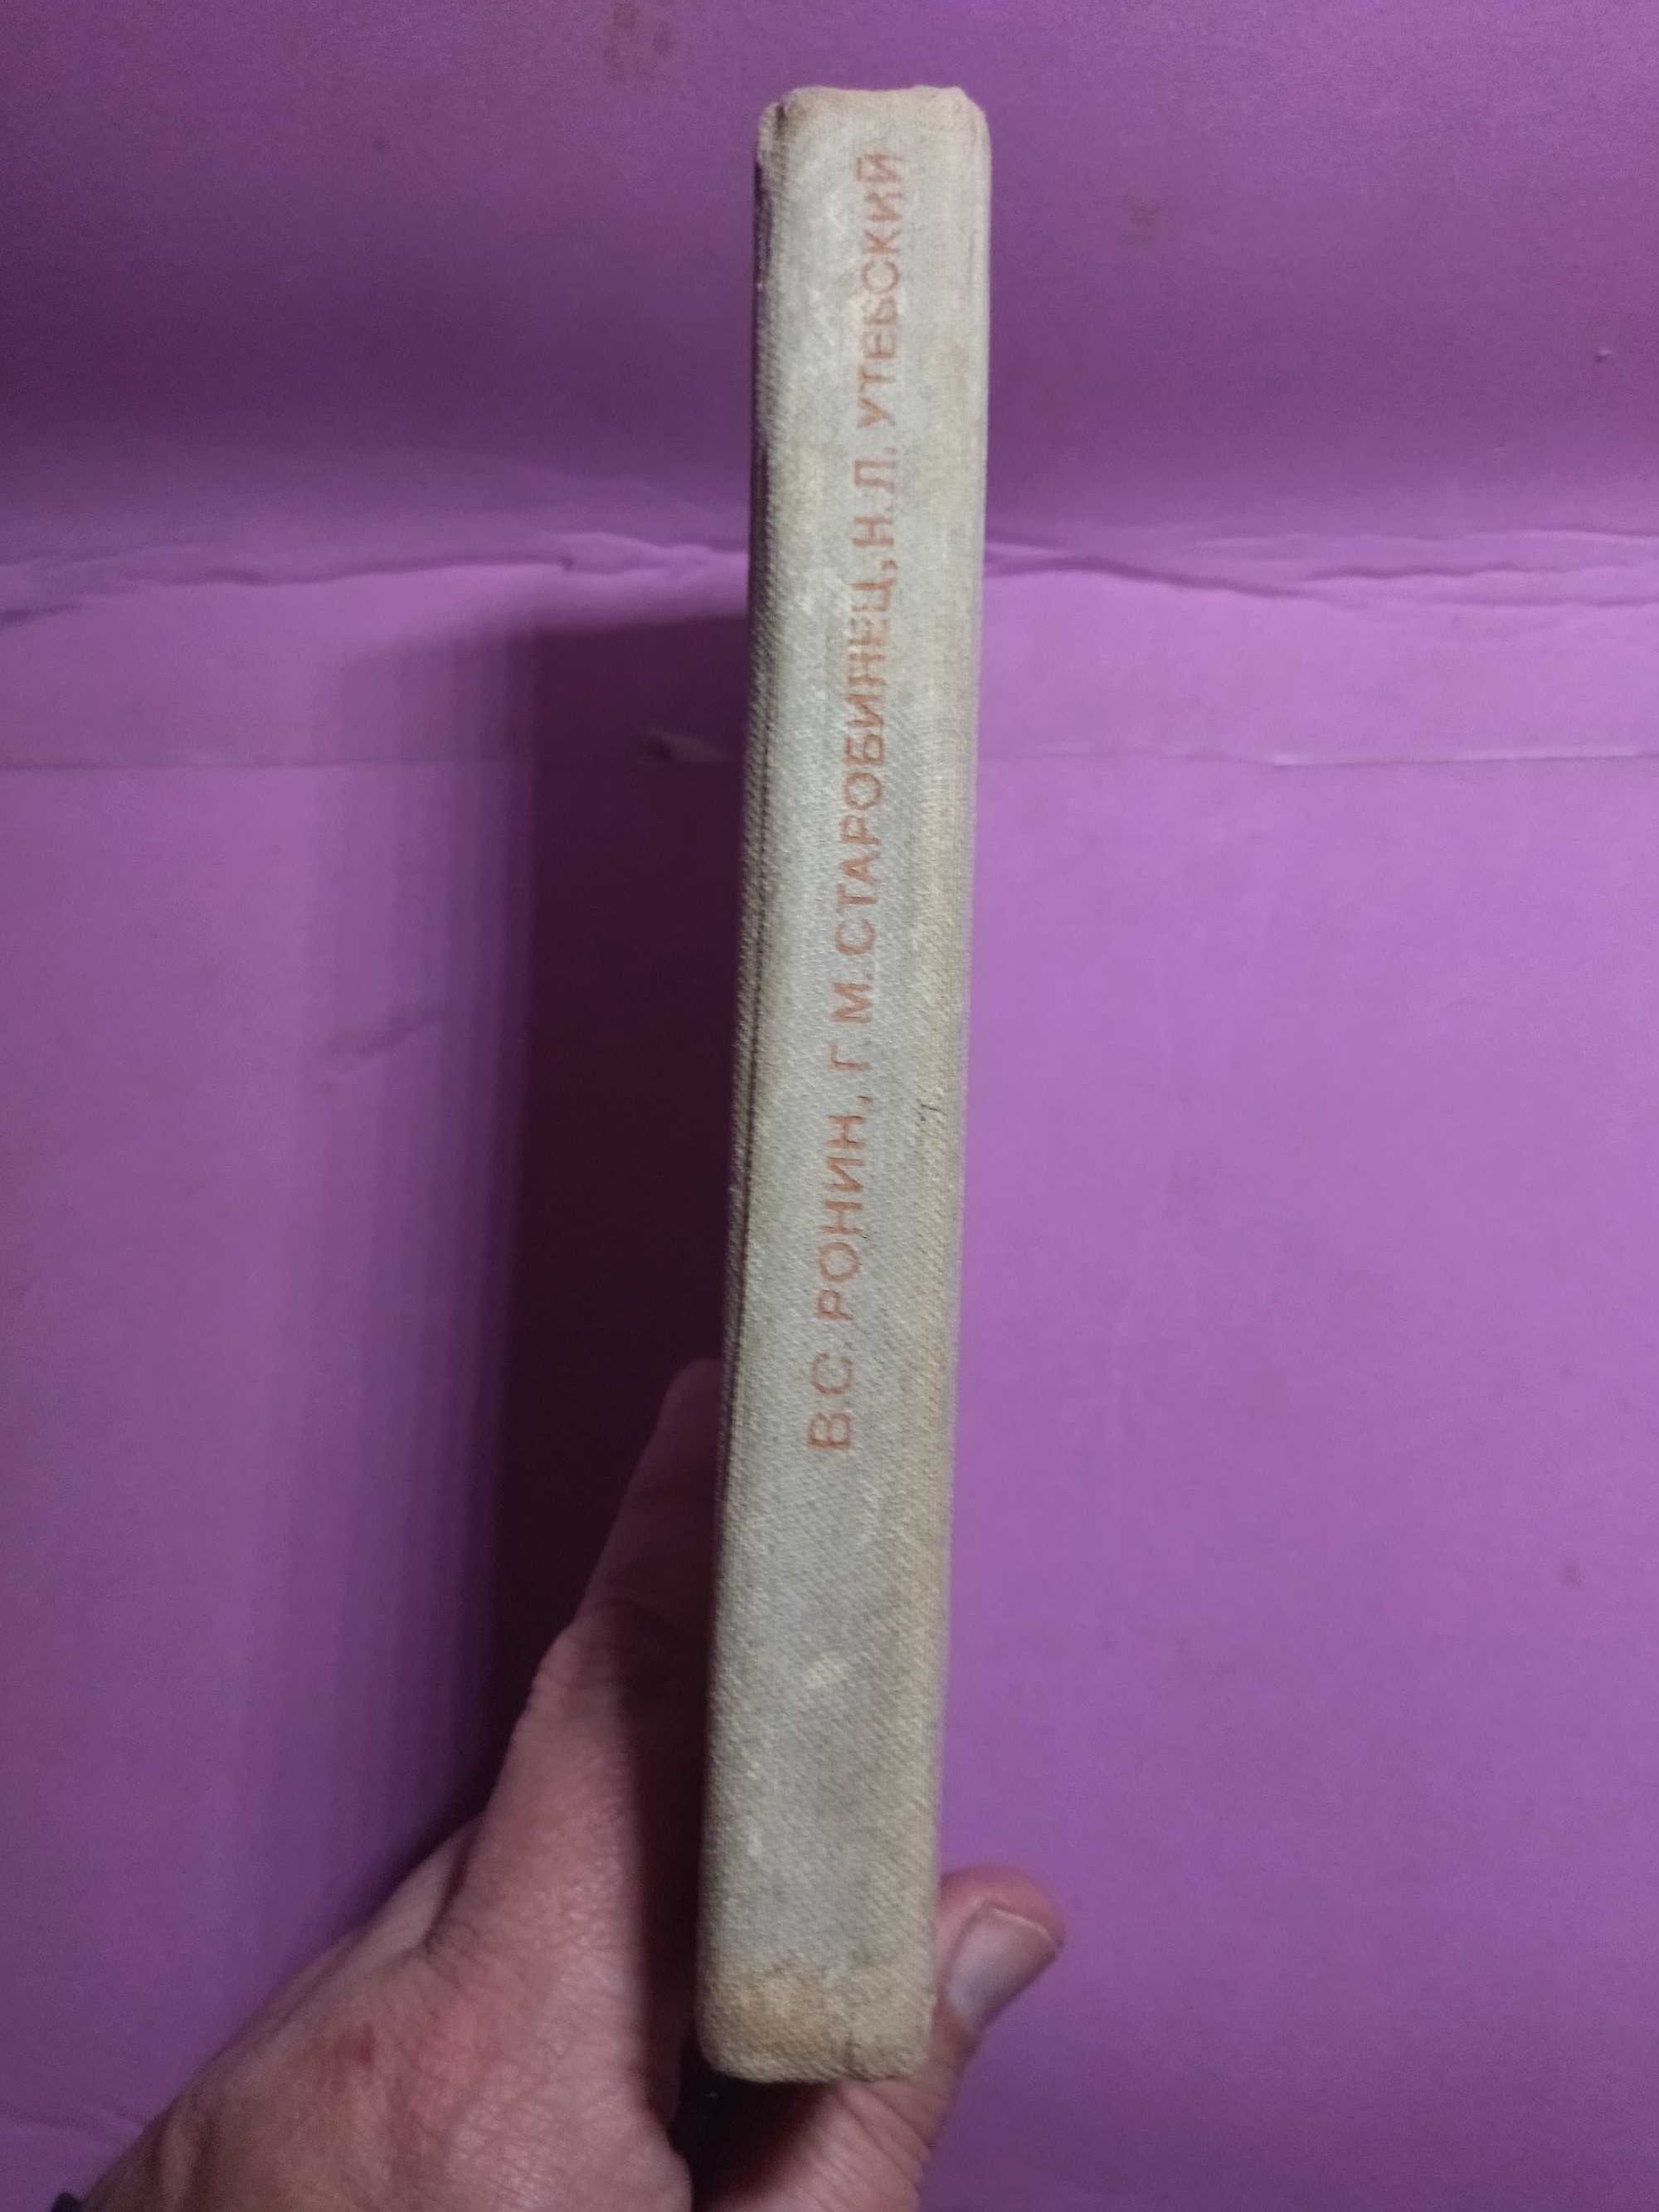 В.С. РОНИН, Г.М. СТАРОБИНЕЦ, Н.Л. УТЕВСКИЙ